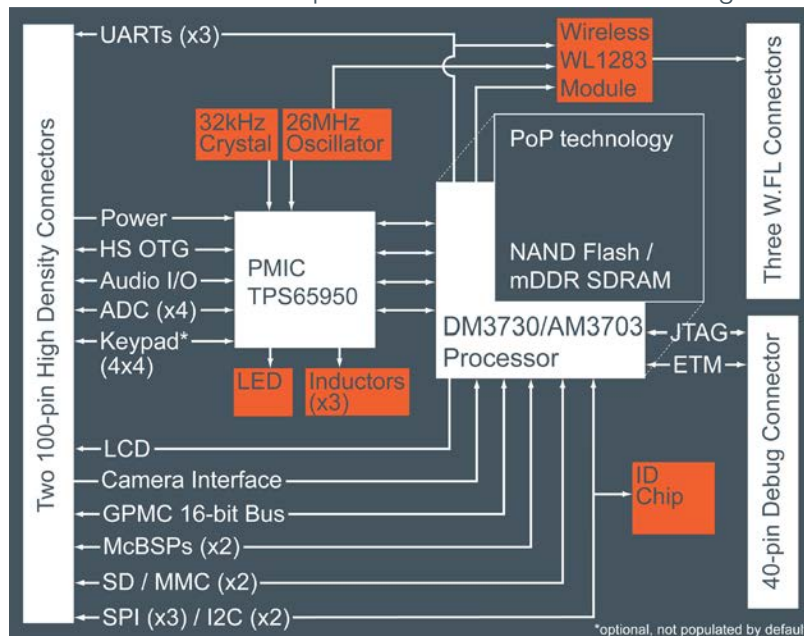 UARTs (x3)
Wireless
WL1283
Module
32kHz
Crystal
26MHz
Oscillator
PoP technology
NAND Flash /
mDDR SDRAM
Power
HS OTG
Audio I/O
ADC (x4)
Keypad*
(4x4)
PMIC
TPS65950
DM3730/AM3703
Processor
JTAG
ETM
LED
Inductors
(x3)
LCD
Camera Interface
GPMC 16-bit Bus
McBSPs (x2)
SD / MMC (x2)
SPI (x3) / I2C (x2)
ID
Chip
Two 100-pin High Density Connectors
Three W.FL Connectors
40-pin Debug Connector
*optional, not populated by default